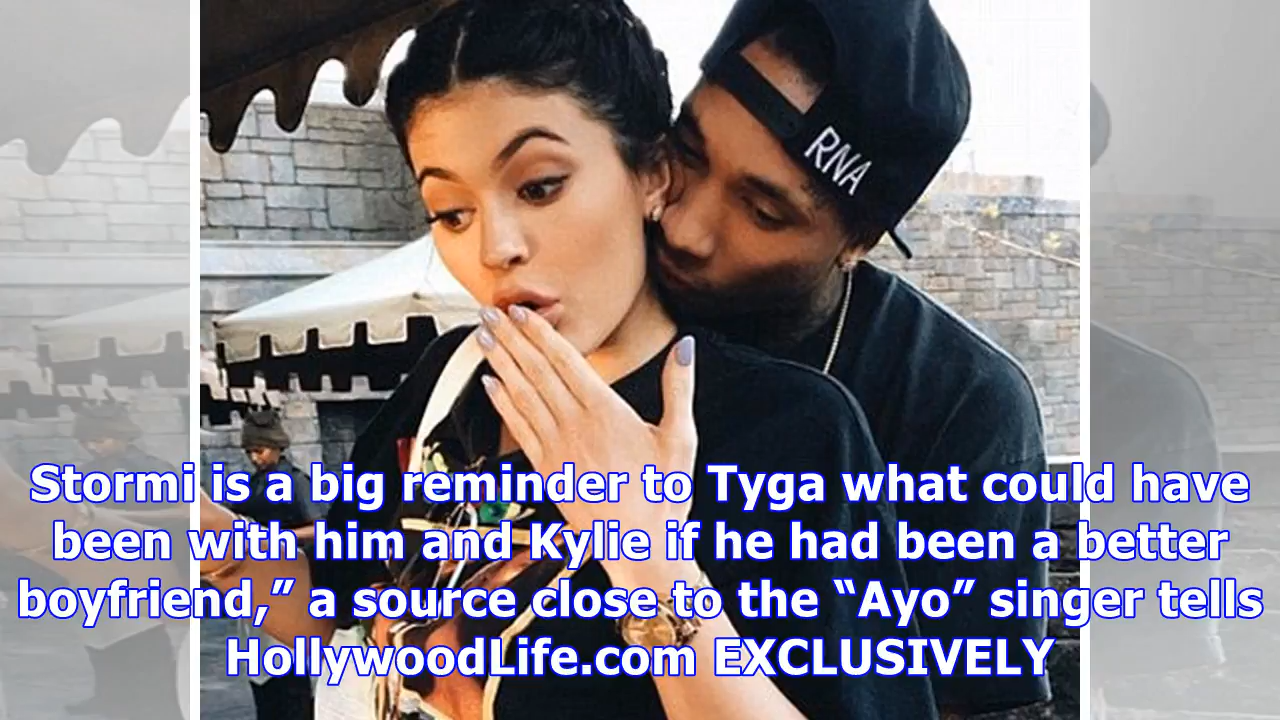 RNA
Stormi is a big reminder to Tyga what could have
been with him and Kylie if he had been a better
boyfriend,” a source close to the “Ayo” singer tells
HollywoodLife.com EXCLUSIVELY